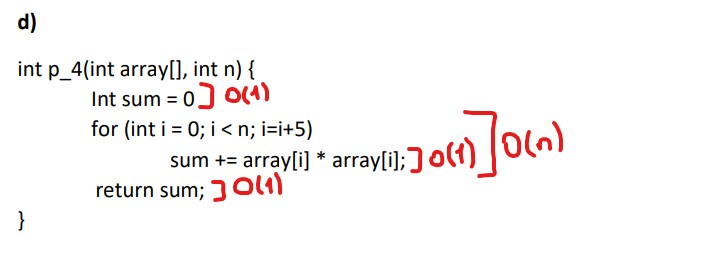 d)
int p_4(int array[], int n) {
Int sum = 0 ] O(1)
for (int i = 0; i < n; i=i+5)
sum += array[i] * array[i]; ] O(1) ] O(n)
return sum; ] O(1)
}